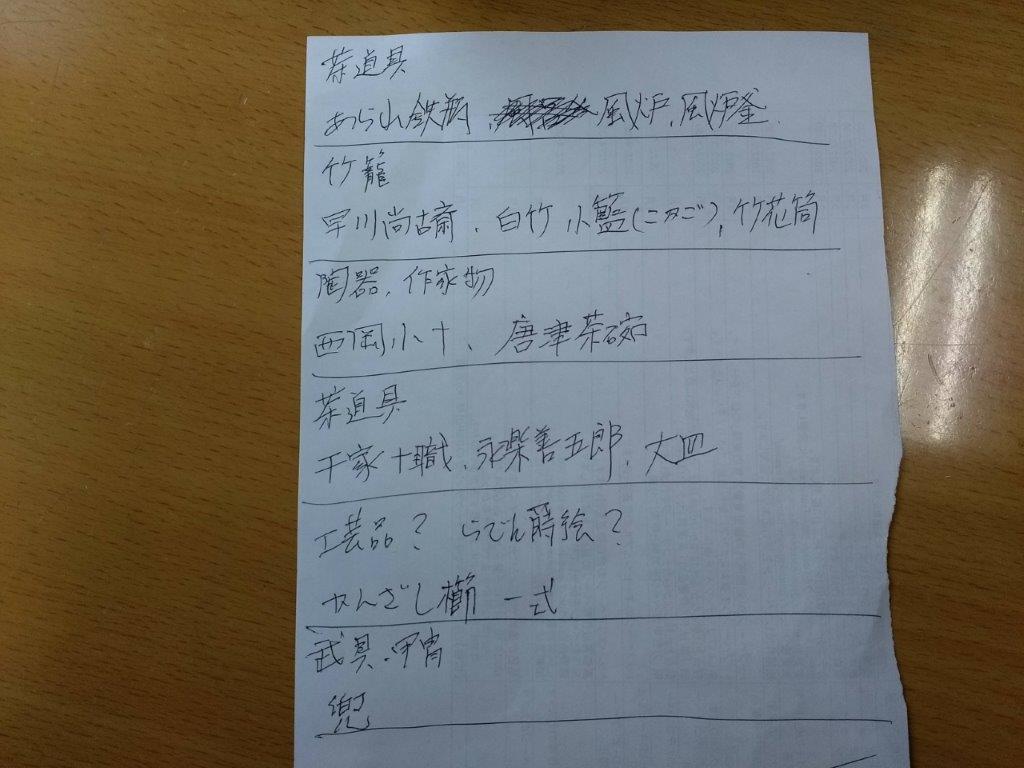 茶道具
あられ鉄瓶、風炉、風炉釜
竹籠
早川尚古斎、白竹 小籃(こかご)、竹花筒
陶器、作家物
西岡小十、唐津茶碗
茶道具
千家十職、永楽善五郎、大皿
工芸品? らでん蒔絵?
かんざし櫛 一式
武具・甲冑
兜